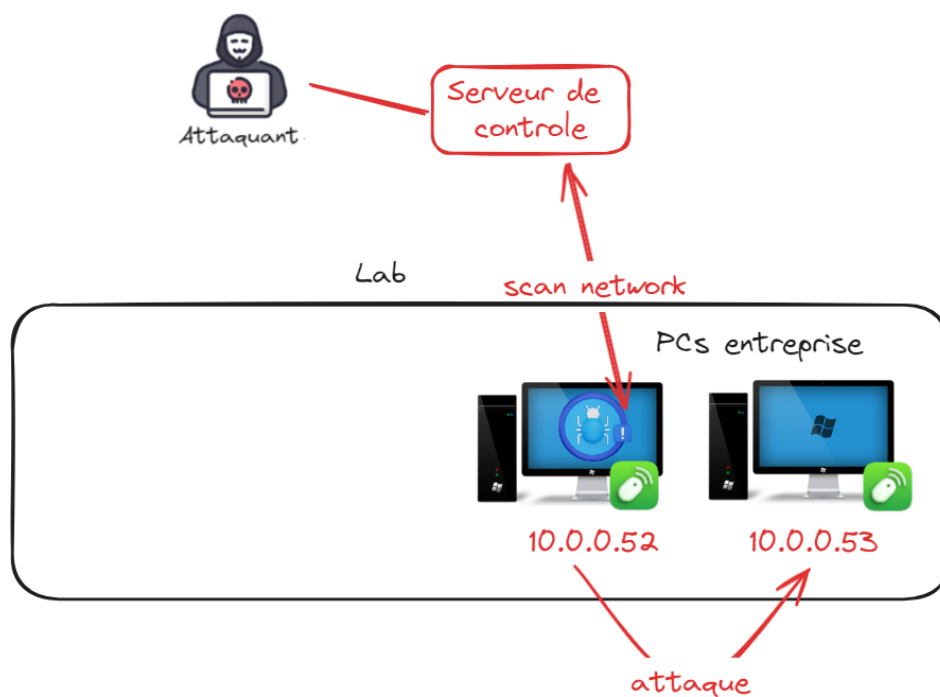 Attaquant
Serveur de
controle
Lab
scan network
PCs entreprise
10.0.0.52
10.0.0.53
attaque